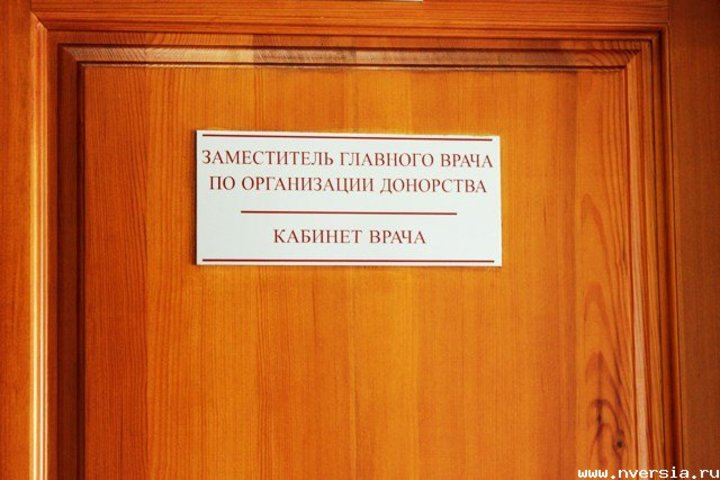 ЗАМЕСТИТЕЛЬ ГЛАВНОГО ВРАЧА
ПО ОРГАНИЗАЦИИ ДОНОРСТВА
КАБИНЕТ ВРАЧА
www.nversia.ru